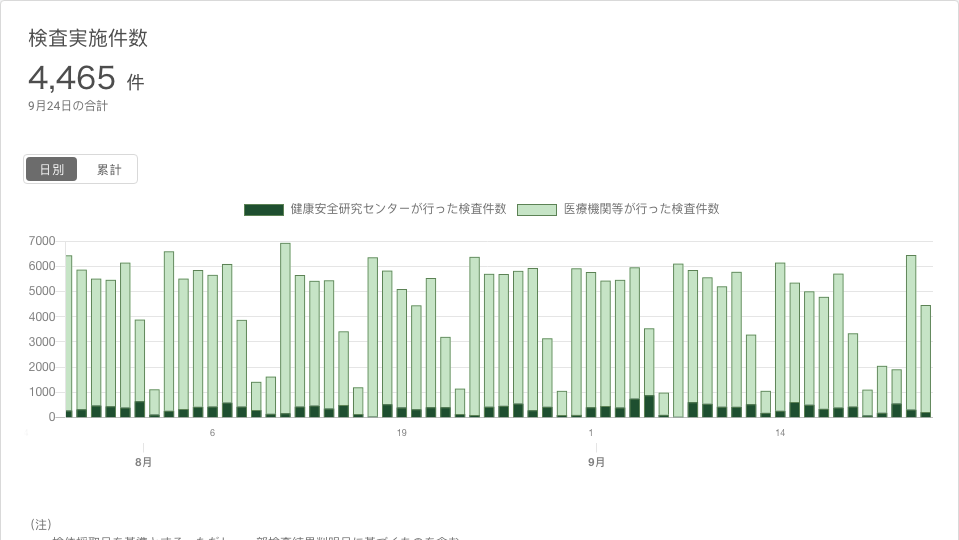 検査実施件数
4,465 件
9月24日の合計
日別 累計
健康安全研究センターが行った検査件数 医療機関等が行った検査件数
7000
6000
5000
4000
3000
2000
1000
0
6 19 1 14
8月 9月
（注）